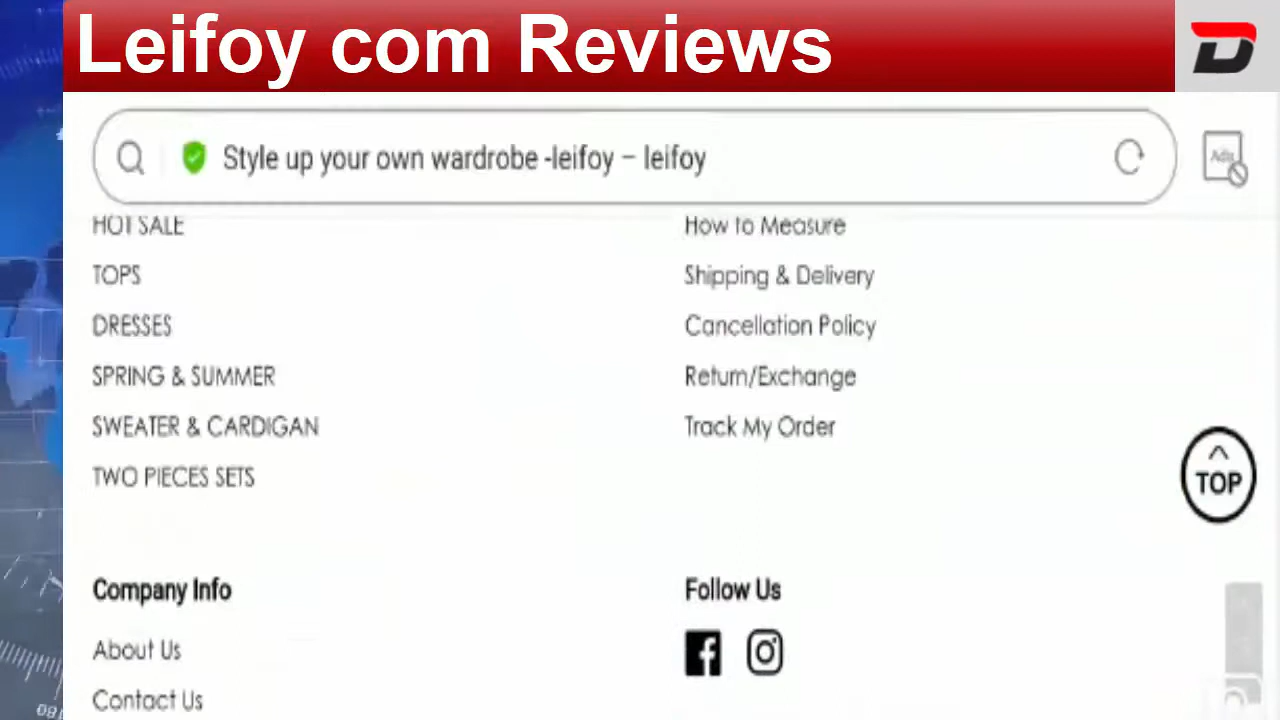 Leifoy com Reviews
Style up your own wardrobe -leifoy – leifoy
Ads
HOT SALE
TOPS
DRESSES
SPRING & SUMMER
SWEATER & CARDIGAN
TWO PIECES SETS
How to Measure
Shipping & Delivery
Cancellation Policy
Return/Exchange
Track My Order
TOP
Company Info
About Us
Contact Us
Follow Us